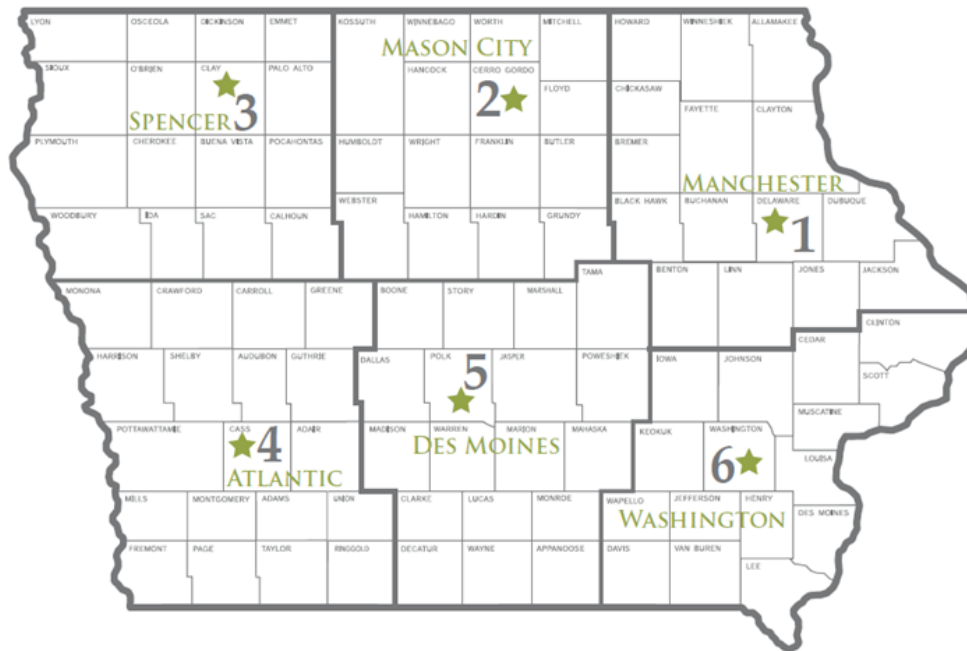 LYON OSCEOLA DICKINSON EMMET KOSSUTH WINNEBAGO WORTH MITCHELL HOWARD WINNESHIEK ALLAMAKEE
MASON CITY
SIOUX O'BRIEN CLAY PALO ALTO HANCOCK CERRO GORDO
FLOYD CHICKASAW
2
3
SPENCER
FAYETTE CLAYTON
PLYMOUTH CHEROKEE BUENA VISTA POCAHONTAS HUMBOLDT WRIGHT FRANKLIN BUTLER BREMER
MANCHESTER
WEBSTER BLACK HAWK BUCHANAN DELAWARE DUBUQUE
WOODBURY IDA SAC CALHOUN HAMILTON HARDIN GRUNDY
1
TAMA BENTON LINN JONES JACKSON
MONONA CRAWFORD CARROLL GREENE BOONE STORY MARSHALL
CLINTON
CEDAR
HARRISON SHELBY AUDOBON GUTHRIE DALLAS POLK JASPER POWESHIEK IOWA JOHNSON
5
SCOTT
MUSCATINE
POTTAWATTAMIE CASS ADAIR MADISON WARREN MARION MAHASKA KEOKUK WASHINGTON
4
DES MOINES
6
LOUISA
ATLANTIC
MILLS MONTGOMERY ADAMS UNION CLARKE LUCAS MONROE WAPELLO JEFFERSON HENRY
DES MOINES
WASHINGTON
FREMONT PAGE TAYLOR RINGGOLD DECATUR WAYNE APPANOOSE DAVIS VAN BUREN
LEE